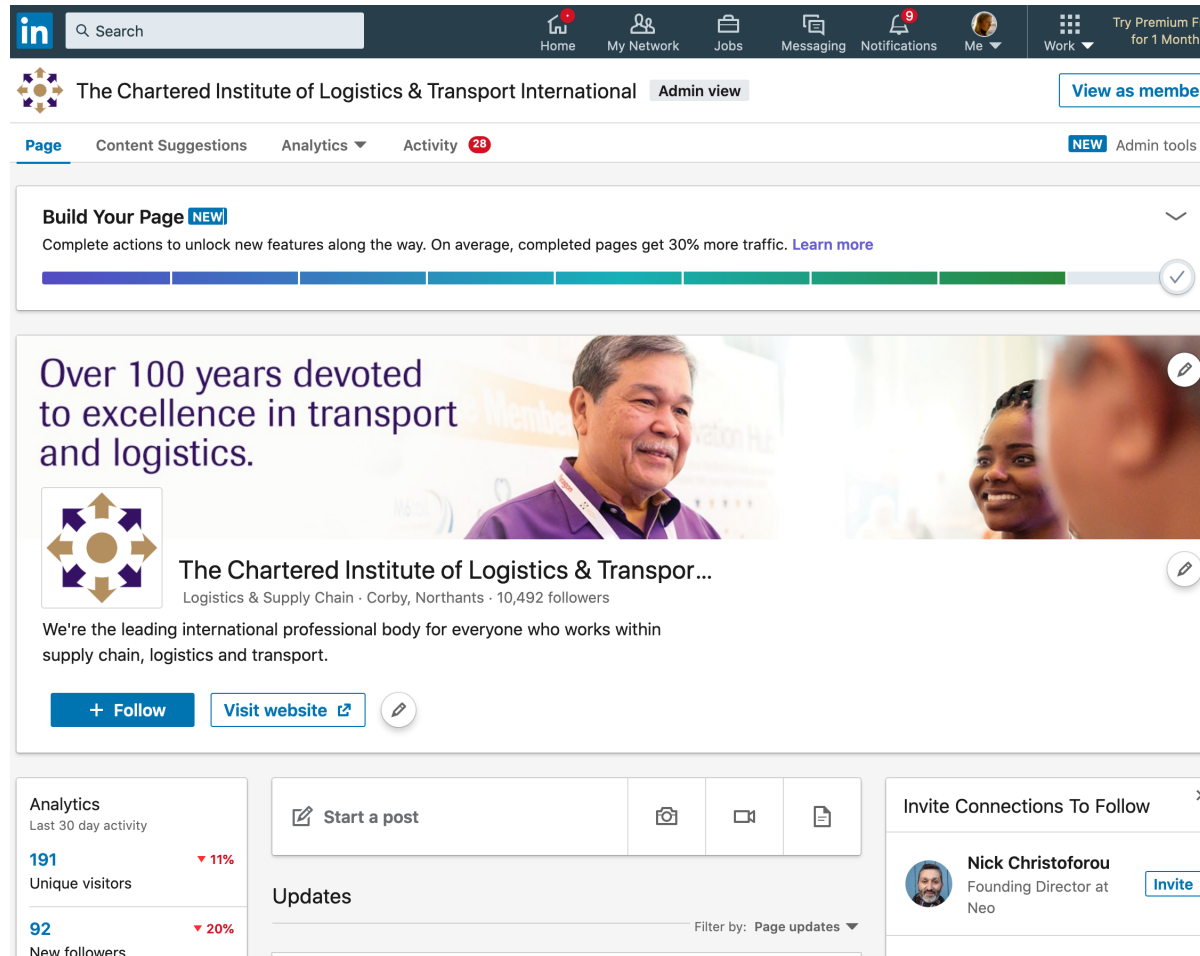 in
Search
Home
My Network
Jobs
Messaging
9
Notifications
Me
Work
Try Premium F
for 1 Month
The Chartered Institute of Logistics & Transport International
Admin view
View as membe
Page
Content Suggestions
Analytics
Activity
28
NEW
Admin tools
Build Your Page NEW
Complete actions to unlock new features along the way. On average, completed pages get 30% more traffic. Learn more
Over 100 years devoted
to excellence in transport
and logistics.
The Chartered Institute of Logistics & Transpor...
Logistics & Supply Chain · Corby, Northants · 10,492 followers
We're the leading international professional body for everyone who works within
supply chain, logistics and transport.
+ Follow
Visit website
Analytics
Last 30 day activity
191
11%
Unique visitors
92
20%
New followers
Start a post
Updates
Filter by: Page updates
Invite Connections To Follow
Nick Christoforou
Founding Director at
Neo
Invite